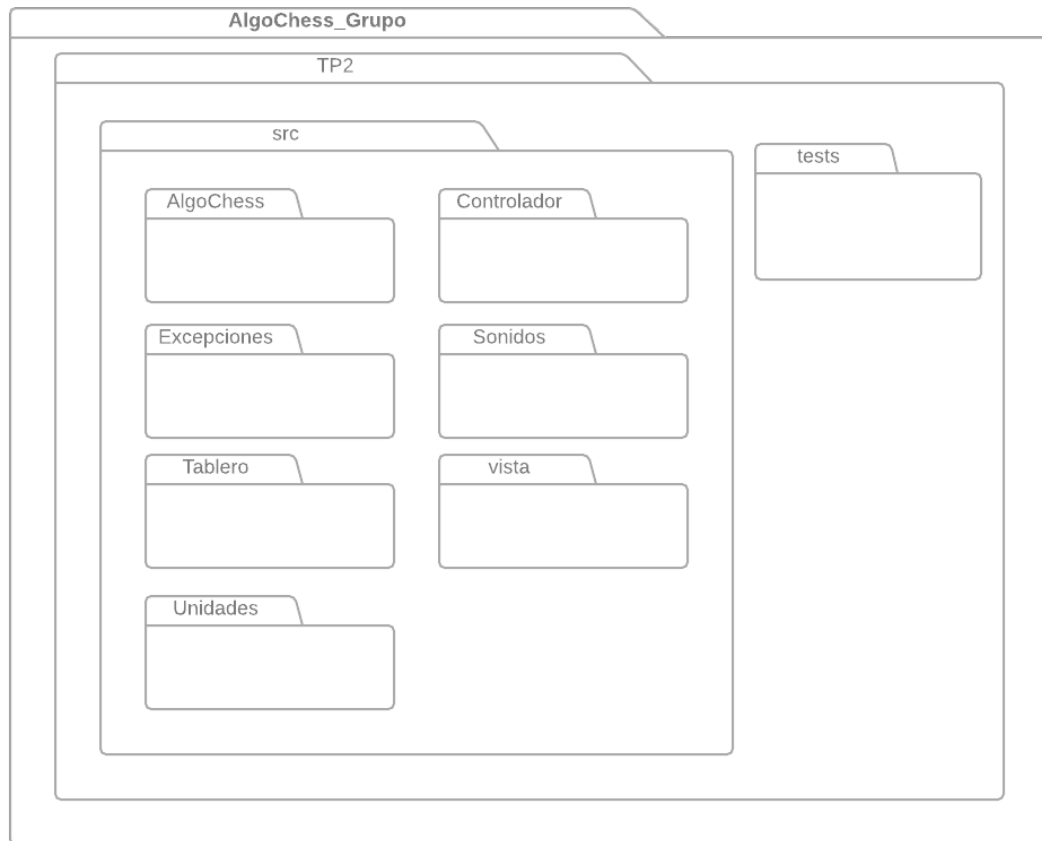 AlgoChess_Grupo
TP2
src
tests
AlgoChess
Controlador
Excepciones
Sonidos
Tablero
vista
Unidades